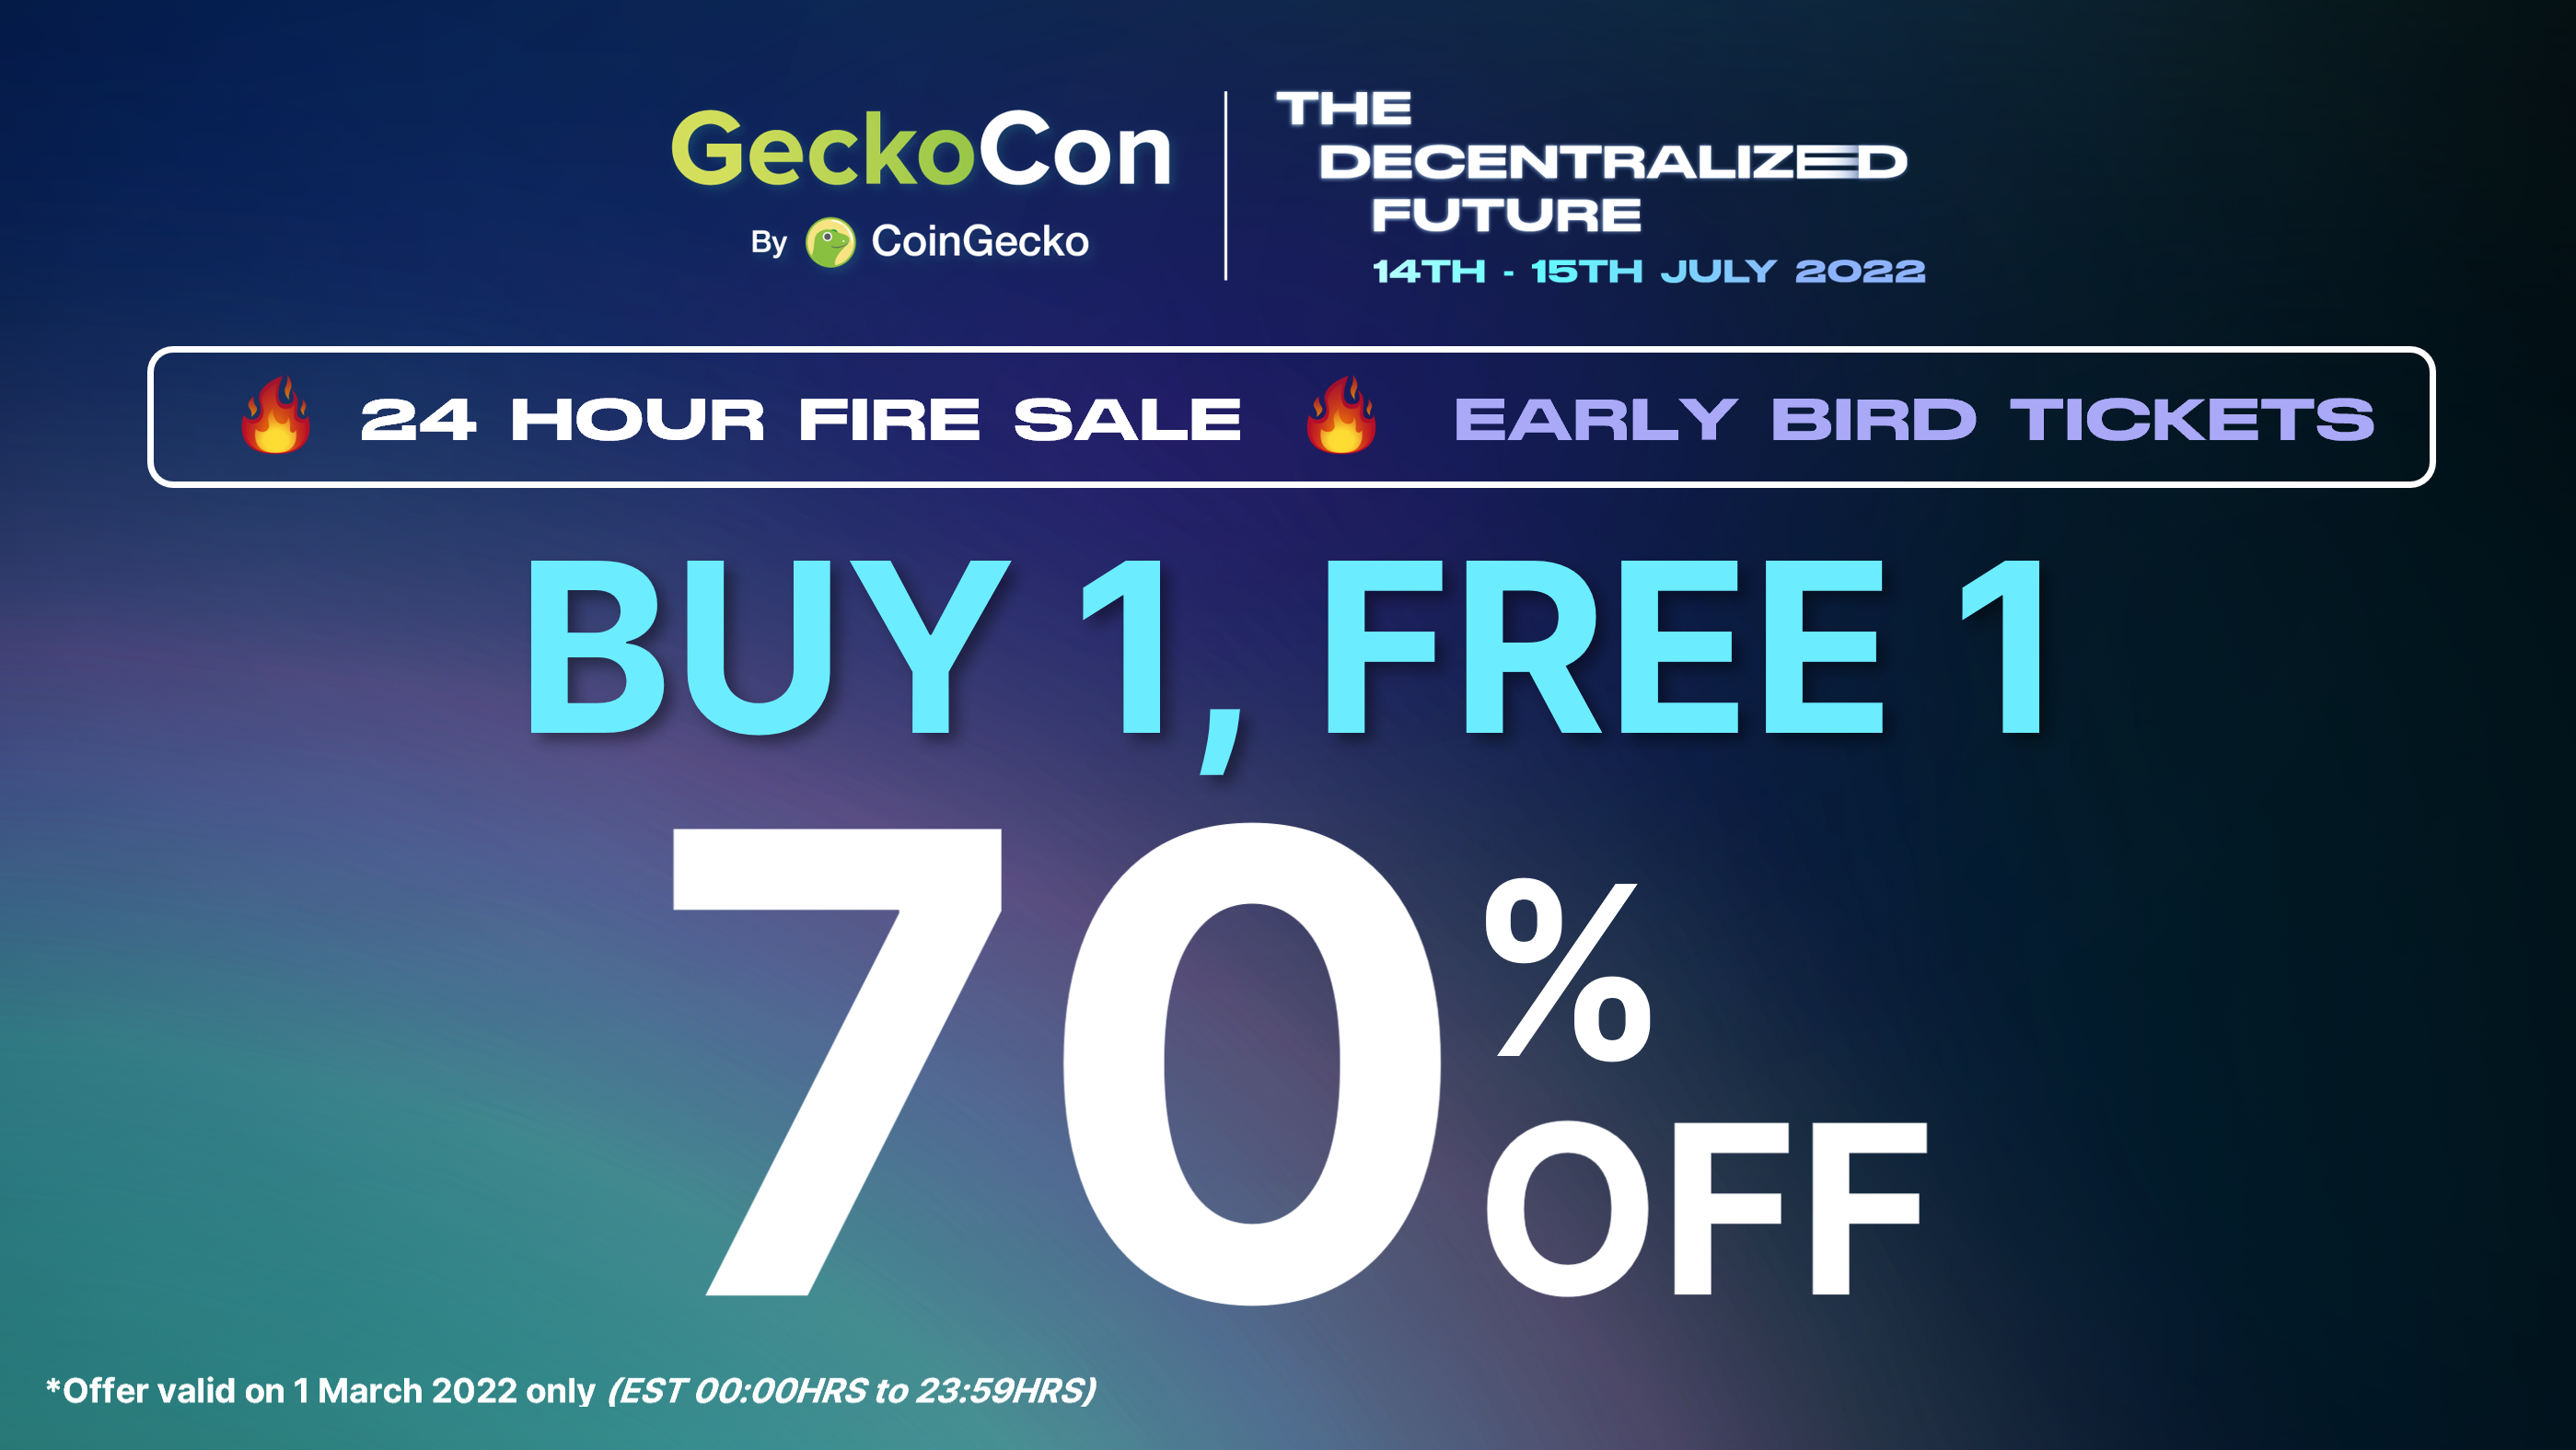 GeckoCon
By CoinGecko
THE
DECENTRALIZED
FUTURE
14TH - 15TH JULY 2022
🔥 24 HOUR FIRE SALE 🔥 EARLY BIRD TICKETS
BUY 1, FREE 1
70% OFF
*Offer valid on 1 March 2022 only (EST 00:00HRS to 23:59HRS)